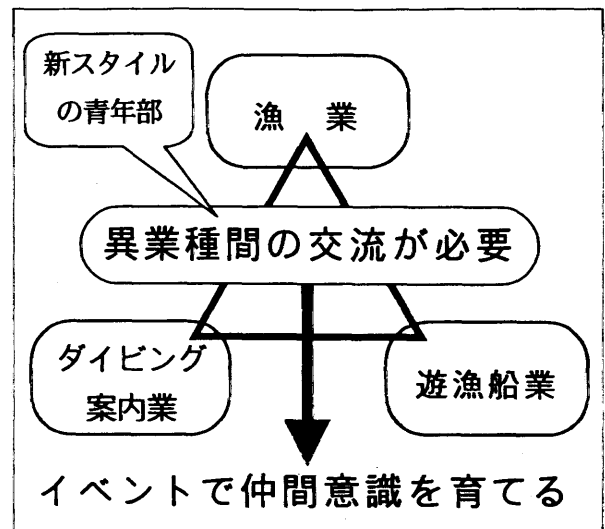 新スタイル
の青年部
漁　業
異業種間の交流が必要
ダイビング
案内業
遊漁船業
イベントで仲間意識を育てる